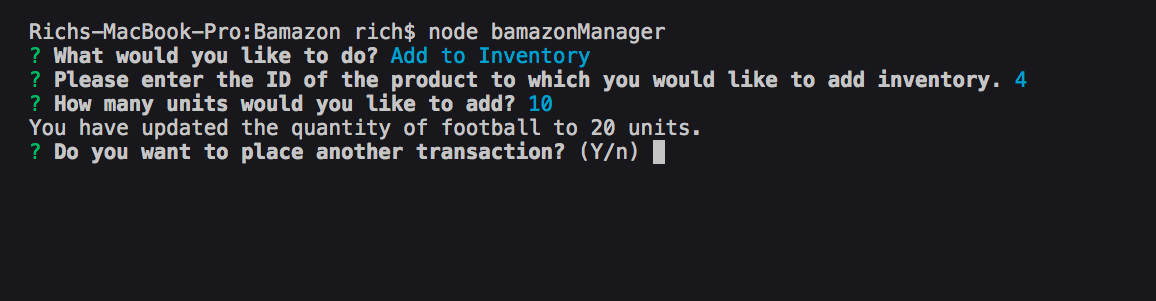 Richs-MacBook-Pro:Bamazon rich$ node bamazonManager
? What would you like to do? Add to Inventory
? Please enter the ID of the product to which you would like to add inventory. 4
? How many units would you like to add? 10
You have updated the quantity of football to 20 units.
? Do you want to place another transaction? (Y/n)